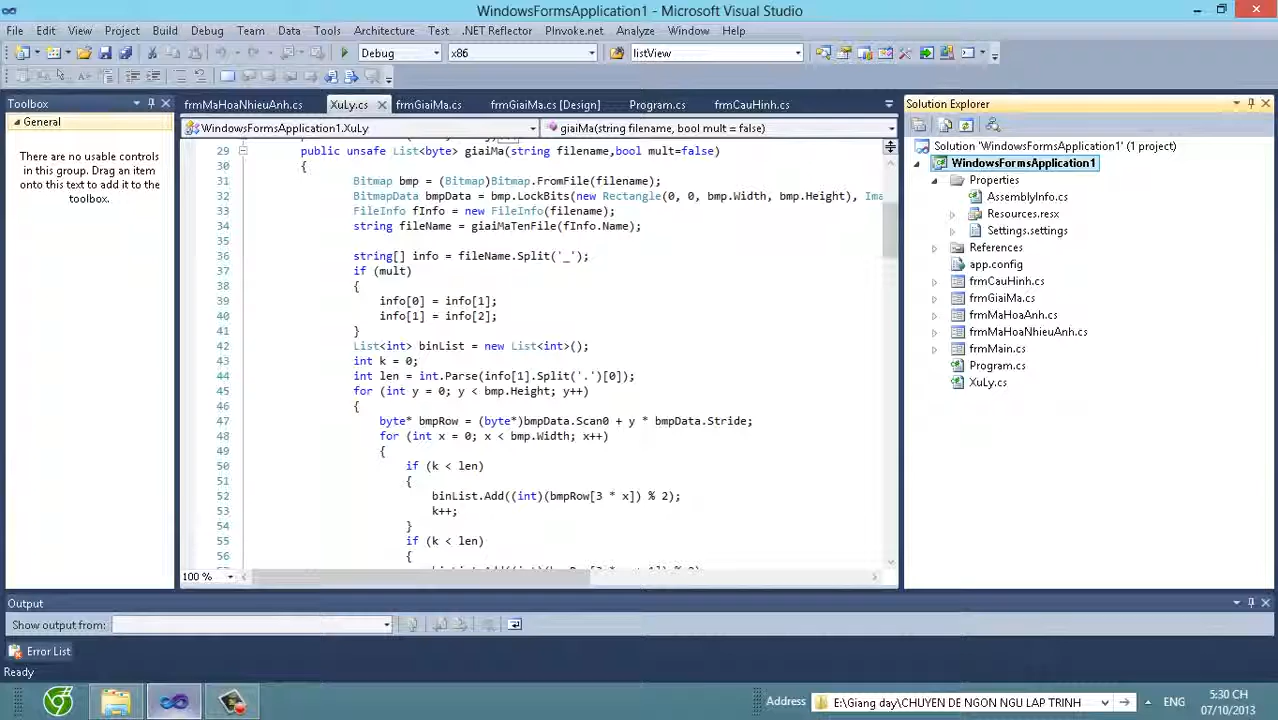 WindowsFormsApplication1 - Microsoft Visual Studio
File Edit View Project Build Debug Team Data Tools Architecture Test .NET Reflector PInvoke.net Analyze Window Help
Debug x86 listView
Toolbox
General
There are no usable controls
in this group. Drag an item
onto this text to add it to the
toolbox.
frmMaHoaNhieuAnh.cs XuLy.cs frmGiaiMa.cs frmGiaiMa.cs [Design] Program.cs frmCauHinh.cs
WindowsFormsApplication1.XuLy giaiMa(string filename, bool mult = false)
public unsafe List<byte> giaiMa(string filename,bool mult=false)
30 {
31 Bitmap bmp = (Bitmap)Bitmap.FromFile(filename);
32 BitmapData bmpData = bmp.LockBits(new Rectangle(0, 0, bmp.Width, bmp.Height), Ima
33 FileInfo fInfo = new FileInfo(filename);
34 string fileName = giaiMaTenFile(fInfo.Name);
35
36 string[] info = fileName.Split('_');
37 if (mult)
38 {
39 info[0] = info[1];
40 info[1] = info[2];
41 }
42 List<int> binList = new List<int>();
43 int k = 0;
44 int len = int.Parse(info[1].Split('.')[0]);
45 for (int y = 0; y < bmp.Height; y++)
46 {
47 byte* bmpRow = (byte*)bmpData.Scan0 + y * bmpData.Stride;
48 for (int x = 0; x < bmp.Width; x++)
49 {
50 if (k < len)
51 {
52 binList.Add((int)(bmpRow[3 * x]) % 2);
53 k++;
54 }
55 if (k < len)
56 {
100 %
Solution Explorer
Solution 'WindowsFormsApplication1' (1 project)
WindowsFormsApplication1
Properties
AssemblyInfo.cs
Resources.resx
Settings.settings
References
app.config
frmCauHinh.cs
frmGiaiMa.cs
frmMaHoaAnh.cs
frmMaHoaNhieuAnh.cs
frmMain.cs
Program.cs
XuLy.cs
Output
Show output from:
Error List
Ready
Address E:\Giang day\CHUYEN DE NGON NGU LAP TRINH ENG 5:30 CH
07/10/2013